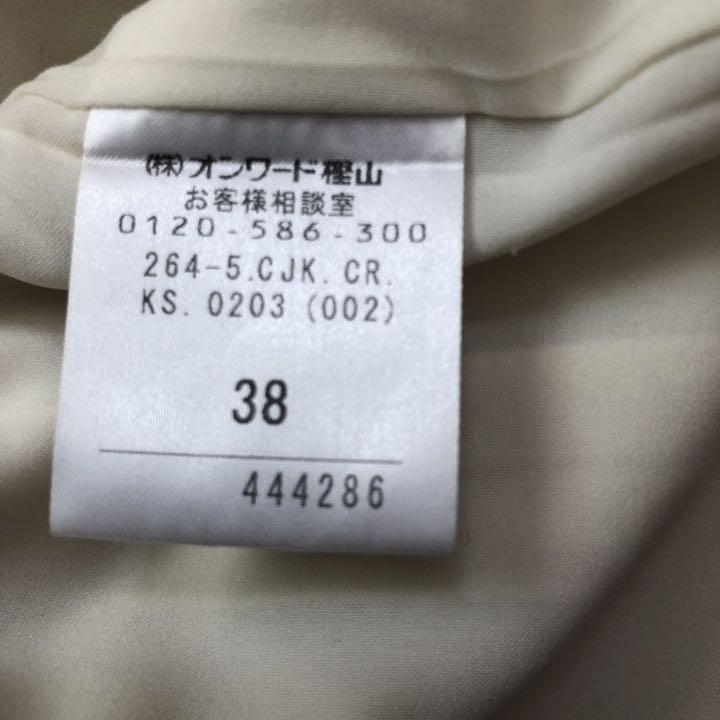 (株)オンワード樫山
お客様相談室
0120-586-300
264-5.CJK.CR.
KS.0203 (002)
38
444286